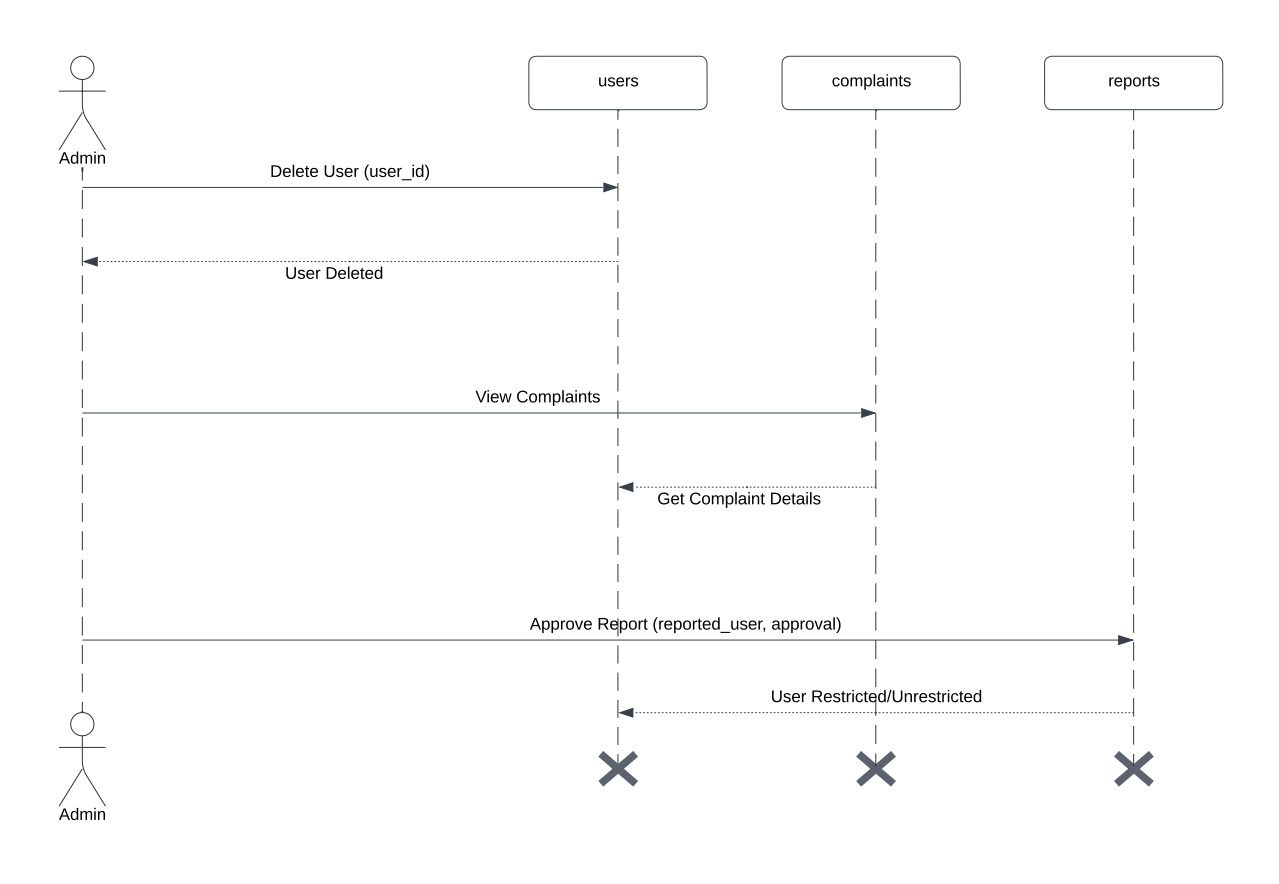 users
complaints
reports
Admin
Delete User (user_id)
User Deleted
View Complaints
Get Complaint Details
Approve Report (reported_user, approval)
User Restricted/Unrestricted
Admin